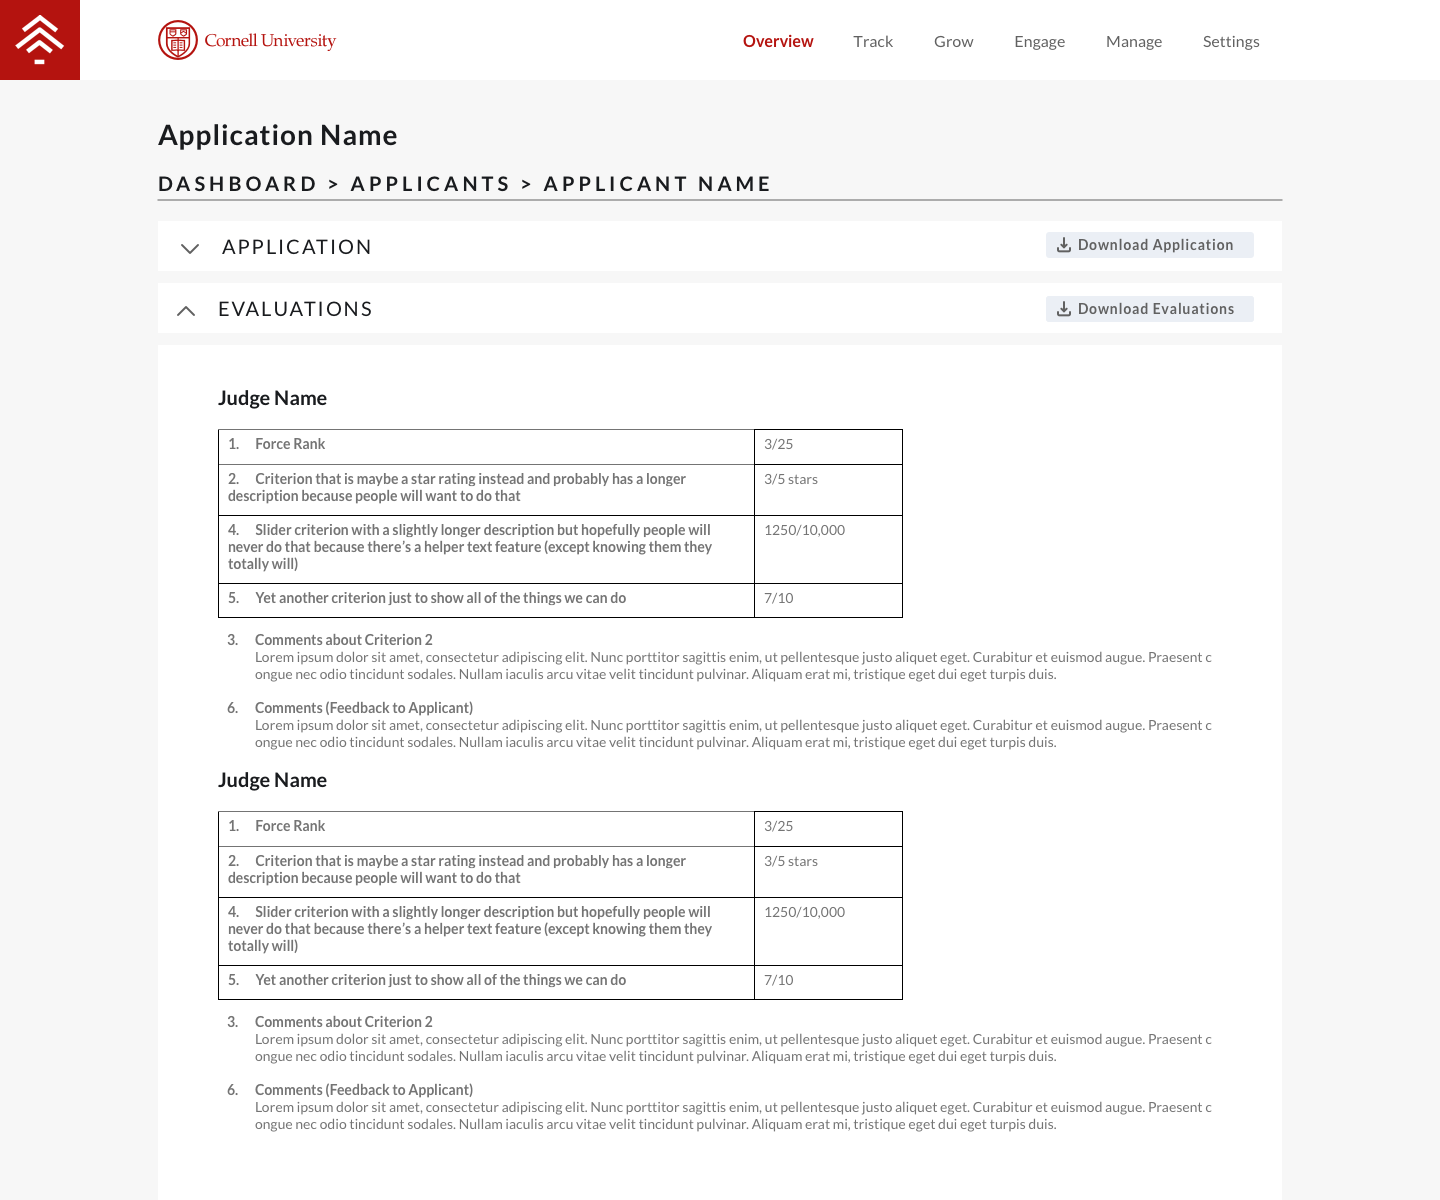 Cornell University
Overview Track Grow Engage Manage Settings
Application Name
DASHBOARD > APPLICANTS > APPLICANT NAME
APPLICATION
Download Application
EVALUATIONS
Download Evaluations
Judge Name
1. Force Rank 3/25
2. Criterion that is maybe a star rating instead and probably has a longer 3/5 stars
description because people will want to do that
4. Slider criterion with a slightly longer description but hopefully people will 1250/10,000
never do that because there’s a helper text feature (except knowing them they
totally will)
5. Yet another criterion just to show all of the things we can do 7/10
3. Comments about Criterion 2
Lorem ipsum dolor sit amet, consectetur adipiscing elit. Nunc porttitor sagittis enim, ut pellentesque justo aliquet eget. Curabitur et euismod augue. Praesent c
ongue nec odio tincidunt sodales. Nullam iaculis arcu vitae velit tincidunt pulvinar. Aliquam erat mi, tristique eget dui eget turpis duis.
6. Comments (Feedback to Applicant)
Lorem ipsum dolor sit amet, consectetur adipiscing elit. Nunc porttitor sagittis enim, ut pellentesque justo aliquet eget. Curabitur et euismod augue. Praesent c
ongue nec odio tincidunt sodales. Nullam iaculis arcu vitae velit tincidunt pulvinar. Aliquam erat mi, tristique eget dui eget turpis duis.
Judge Name
1. Force Rank 3/25
2. Criterion that is maybe a star rating instead and probably has a longer 3/5 stars
description because people will want to do that
4. Slider criterion with a slightly longer description but hopefully people will 1250/10,000
never do that because there’s a helper text feature (except knowing them they
totally will)
5. Yet another criterion just to show all of the things we can do 7/10
3. Comments about Criterion 2
Lorem ipsum dolor sit amet, consectetur adipiscing elit. Nunc porttitor sagittis enim, ut pellentesque justo aliquet eget. Curabitur et euismod augue. Praesent c
ongue nec odio tincidunt sodales. Nullam iaculis arcu vitae velit tincidunt pulvinar. Aliquam erat mi, tristique eget dui eget turpis duis.
6. Comments (Feedback to Applicant)
Lorem ipsum dolor sit amet, consectetur adipiscing elit. Nunc porttitor sagittis enim, ut pellentesque justo aliquet eget. Curabitur et euismod augue. Praesent c
ongue nec odio tincidunt sodales. Nullam iaculis arcu vitae velit tincidunt pulvinar. Aliquam erat mi, tristique eget dui eget turpis duis.